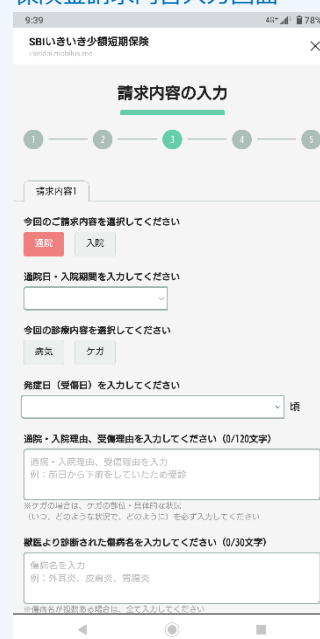 保険金請求内容入力画面
9:39
4G+ 78%
SBIいきいき少額短期保険
×
請求内容の入力
1 2 3 4 5
請求内容1
今回のご請求内容を選択してください
通院 入院
通院日・入院期間を入力してください
今回の診療内容を選択してください
病気 ケガ
発症日（受傷日）を入力してください
頃
通院・入院理由、受傷理由を入力してください（0/120文字）
通院・入院理由、受傷理由を入力
例：前日から下痢をしていたため受診
※ケガの場合は、ケガの部位・具体的な状況
（いつ、どのような状況で、どのように）を必ず入力してください
獣医より診断された傷病名を入力してください（0/30文字）
傷病名を入力
例：外耳炎、皮膚炎、胃腸炎
※傷病名が複数ある場合は、全て入力してください